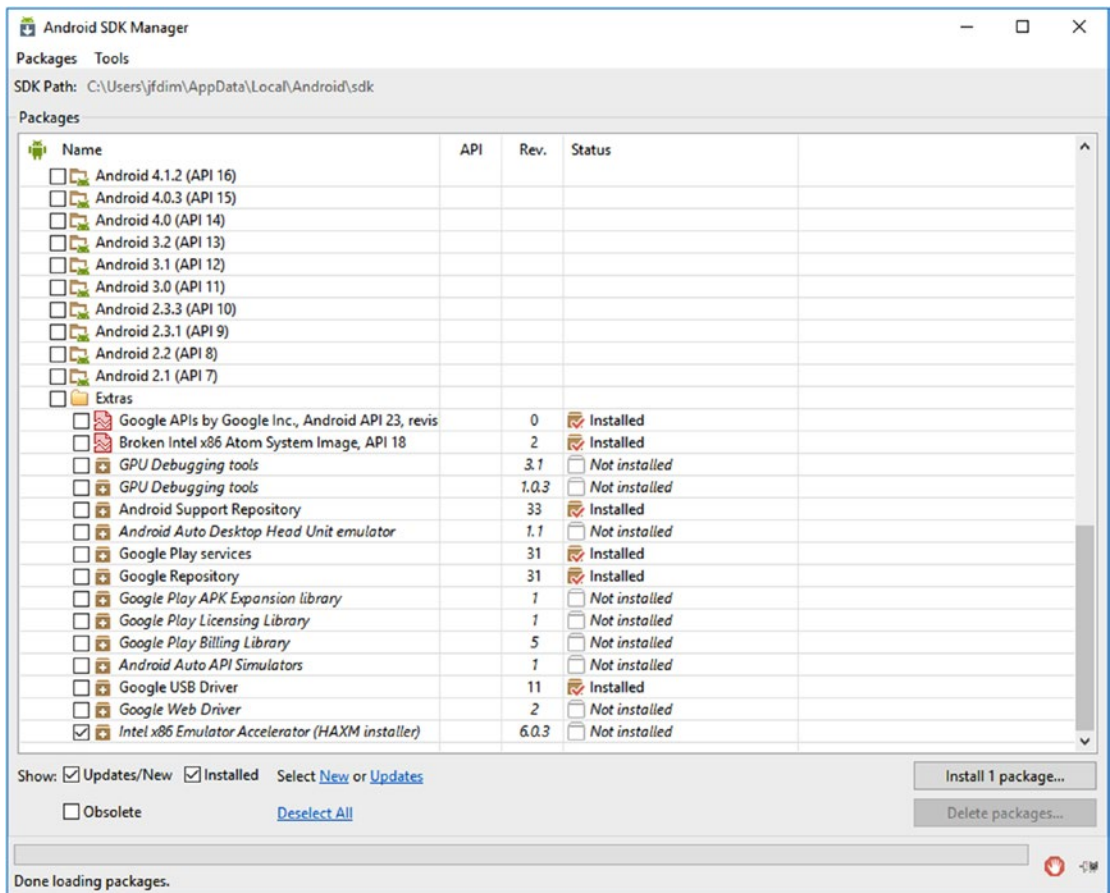 Android SDK Manager
Packages Tools
SDK Path: C:\Users\jfdim\AppData\Local\Android\sdk
Packages
Name API Rev. Status
Android 4.1.2 (API 16)
Android 4.0.3 (API 15)
Android 4.0 (API 14)
Android 3.2 (API 13)
Android 3.1 (API 12)
Android 3.0 (API 11)
Android 2.3.3 (API 10)
Android 2.3.1 (API 9)
Android 2.2 (API 8)
Android 2.1 (API 7)
Extras
Google APIs by Google Inc., Android API 23, revis 0 Installed
Broken Intel x86 Atom System Image, API 18 2 Installed
GPU Debugging tools 3.1 Not installed
GPU Debugging tools 1.0.3 Not installed
Android Support Repository 33 Installed
Android Auto Desktop Head Unit emulator 1.1 Not installed
Google Play services 31 Installed
Google Repository 31 Installed
Google Play APK Expansion library 1 Not installed
Google Play Licensing Library 1 Not installed
Google Play Billing Library 5 Not installed
Android Auto API Simulators 1 Not installed
Google USB Driver 11 Installed
Google Web Driver 2 Not installed
Intel x86 Emulator Accelerator (HAXM installer) 6.0.3 Not installed
Show: Updates/New Installed Select New or Updates Install 1 package...
Obsolete Deselect All Delete packages...
Done loading packages.